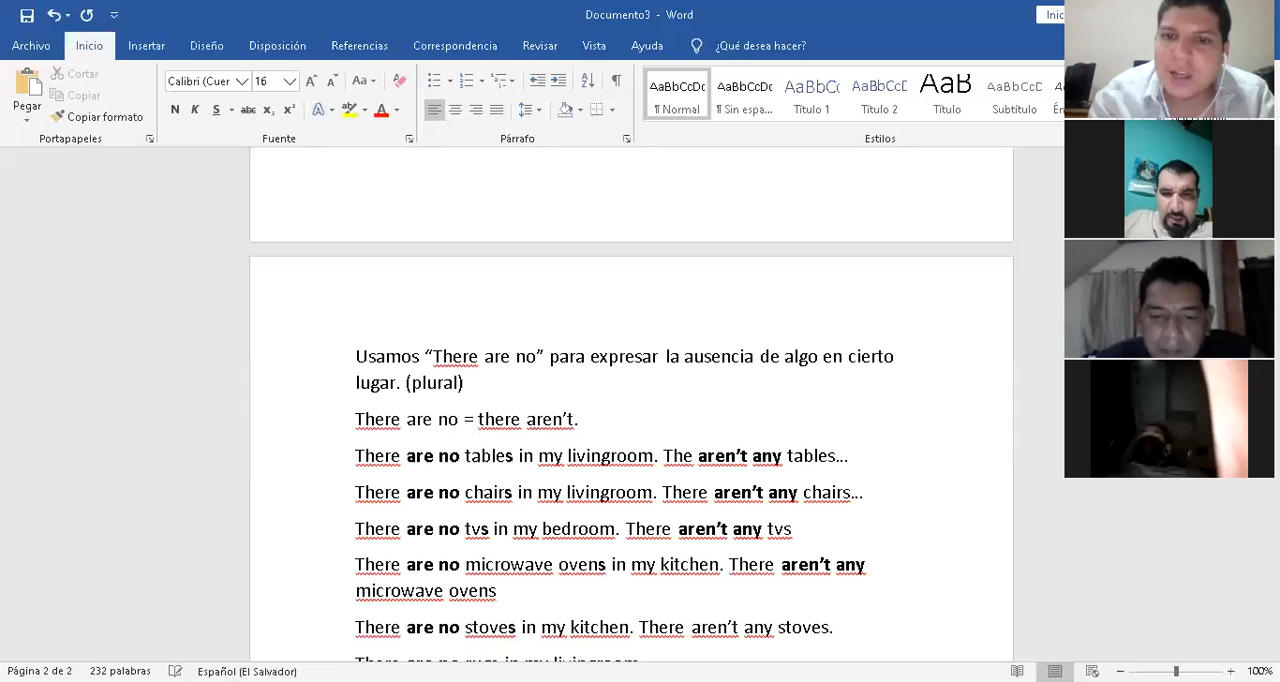 Documento3 - Word
Inic
Archivo Inicio Insertar Diseño Disposición Referencias Correspondencia Revisar Vista Ayuda ¿Qué desea hacer?
Pegar
Cortar
Copiar
Copiar formato
Portapapeles
Calibri (Cuer 16
Aa
N K S abc x₂ x²
A
Fuente
Párrafo
AaBbCcDc AaBbCcDc AaBbCc AaBbCcD AaB AaBbCcD
¶ Normal ¶ Sin espa... Título 1 Título 2 Título Subtítulo
Estilos
Usamos “There are no” para expresar la ausencia de algo en cierto
lugar. (plural)
There are no = there aren’t.
There are no tables in my livingroom. The aren’t any tables…
There are no chairs in my livingroom. There aren’t any chairs…
There are no tvs in my bedroom. There aren’t any tvs
There are no microwave ovens in my kitchen. There aren’t any
microwave ovens
There are no stoves in my kitchen. There aren’t any stoves.
Página 2 de 2 232 palabras Español (El Salvador) 100%